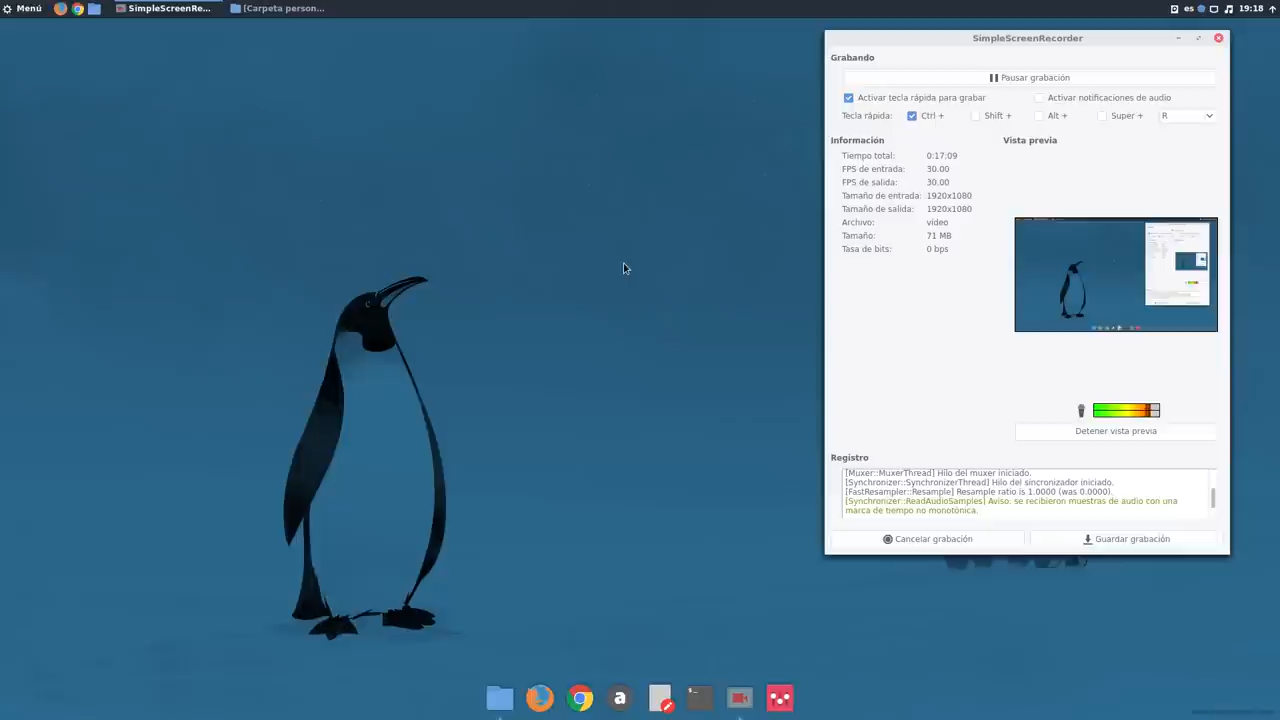 Menú
SimpleScreenRe...
[Carpeta person...
es
19:18
SimpleScreenRecorder
Grabando
Pausar grabación
Activar tecla rápida para grabar
Activar notificaciones de audio
Tecla rápida: Ctrl + Shift + Alt + Super + R
Información
Vista previa
Tiempo total: 0:17:09
FPS de entrada: 30.00
FPS de salida: 30.00
Tamaño de entrada: 1920x1080
Tamaño de salida: 1920x1080
Archivo: vídeo
Tamaño: 71 MB
Tasa de bits: 0 bps
Detener vista previa
Registro
[Muxer::MuxerThread] Hilo del muxer iniciado.
[Synchronizer::SynchronizerThread] Hilo del sincronizador iniciado.
[FastResampler::Resample] Resample ratio is 1.0000 (was 0.0000).
[Synchronizer::ReadAudioSamples] Aviso: se recibieron muestras de audio con una
marca de tiempo no monotónica.
Cancelar grabación
Guardar grabación
a